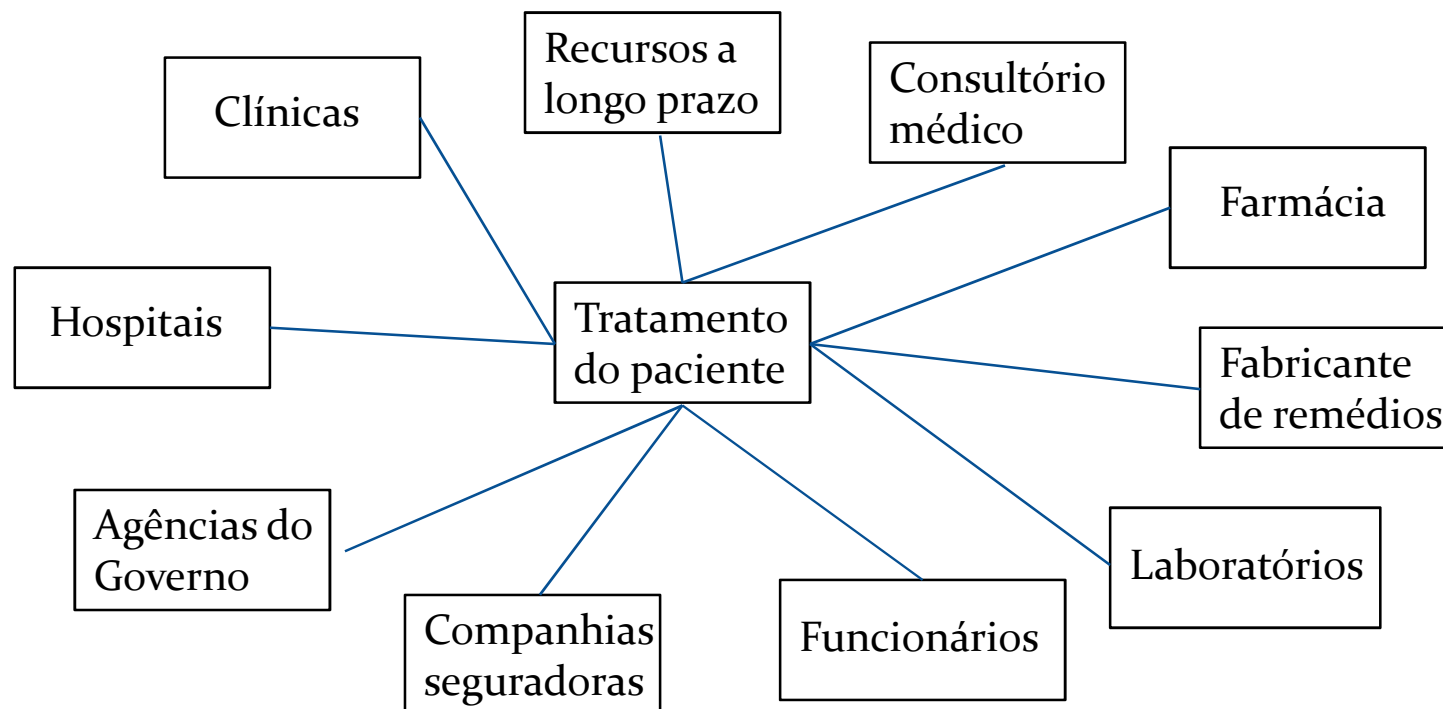 Recursos a
longo prazo
Consultório
médico
Clínicas
Farmácia
Hospitais
Tratamento
do paciente
Fabricante
de remédios
Agências do
Governo
Laboratórios
Companhias
seguradoras
Funcionários